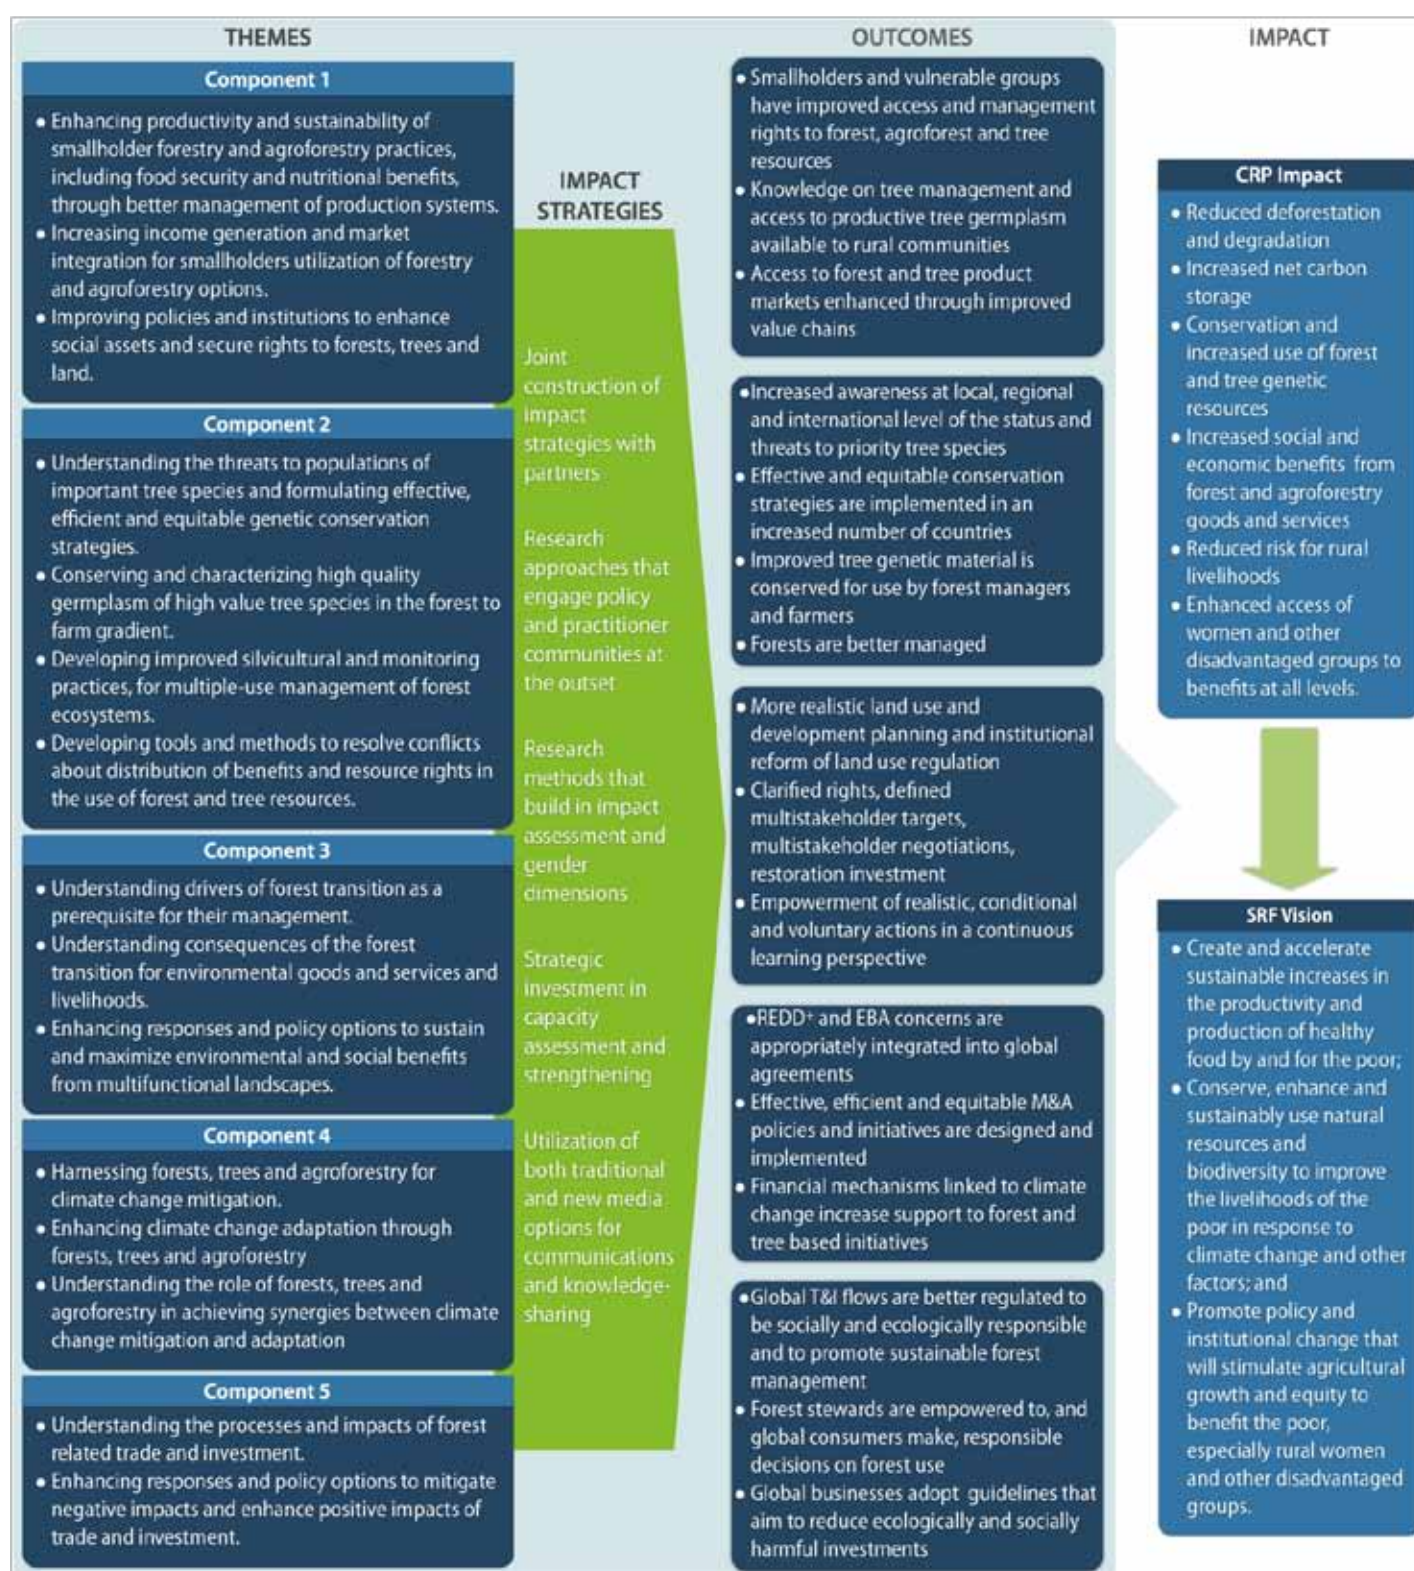 THEMES
Component 1
● Enhancing productivity and sustainability of
smallholder forestry and agroforestry practices,
including food security and nutritional benefits,
through better management of production systems.
● Increasing income generation and market
integration for smallholders utilization of forestry
and agroforestry options.
● Improving policies and institutions to enhance
social assets and secure rights to forests, trees and
land.
Component 2
● Understanding the threats to populations of
important tree species and formulating effective,
efficient and equitable genetic conservation
strategies.
● Conserving and characterizing high quality
germplasm of high value tree species in the forest to
farm gradient.
● Developing improved silvicultural and monitoring
practices, for multiple-use management of forest
ecosystems.
● Developing tools and methods to resolve conflicts
about distribution of benefits and resource rights in
the use of forest and tree resources.
Component 3
● Understanding drivers of forest transition as a
prerequisite for their management.
● Understanding consequences of the forest
transition for environmental goods and services and
livelihoods.
● Enhancing responses and policy options to sustain
and maximize environmental and social benefits
from multifunctional landscapes.
Component 4
● Harnessing forests, trees and agroforestry for
climate change mitigation.
● Enhancing climate change adaptation through
forests, trees and agroforestry
● Understanding the role of forests, trees and
agroforestry in achieving synergies between climate
change mitigation and adaptation
Component 5
● Understanding the processes and impacts of forest
related trade and investment.
● Enhancing responses and policy options to mitigate
negative impacts and enhance positive impacts of
trade and investment.
IMPACT
STRATEGIES
Joint
construction of
impact
strategies with
partners
Research
approaches that
engage policy
and practitioner
communities at
the outset
Research
methods that
build in impact
assessment and
gender
dimensions
Strategic
investment in
capacity
assessment and
strengthening
Utilization of
both traditional
and new media
options for
communications
and knowledge-
sharing
OUTCOMES
● Smallholders and vulnerable groups
have improved access and management
rights to forest, agroforest and tree
resources
● Knowledge on tree management and
access to productive tree germplasm
available to rural communities
● Access to forest and tree product
markets enhanced through improved
value chains
● Increased awareness at local, regional
and international level of the status and
threats to priority tree species
● Effective and equitable conservation
strategies are implemented in an
increased number of countries
● Improved tree genetic material is
conserved for use by forest managers
and farmers
● Forests are better managed
● More realistic land use and
development planning and institutional
reform of land use regulation
● Clarified rights, defined
multistakeholder targets,
multistakeholder negotiations,
restoration investment
● Empowerment of realistic, conditional
and voluntary actions in a continuous
learning perspective
● REDD+ and EBA concerns are
appropriately integrated into global
agreements
● Effective, efficient and equitable M&A
policies and initiatives are designed and
implemented
● Financial mechanisms linked to climate
change increase support to forest and
tree based initiatives
● Global T&I flows are better regulated to
be socially and ecologically responsible
and to promote sustainable forest
management
● Forest stewards are empowered to, and
global consumers make, responsible
decisions on forest use
● Global businesses adopt guidelines that
aim to reduce ecologically and socially
harmful investments
IMPACT
CRP Impact
● Reduced deforestation
and degradation
● Increased net carbon
storage
● Conservation and
increased use of forest
and tree genetic
resources
● Increased social and
economic benefits from
forest and agroforestry
goods and services
● Reduced risk for rural
livelihoods
● Enhanced access of
women and other
disadvantaged groups to
benefits at all levels.
SRF Vision
● Create and accelerate
sustainable increases in
the productivity and
production of healthy
food by and for the poor;
● Conserve, enhance and
sustainably use natural
resources and
biodiversity to improve
the livelihoods of the
poor in response to
climate change and other
factors; and
● Promote policy and
institutional change that
will stimulate agricultural
growth and equity to
benefit the poor,
especially rural women
and other disadvantaged
groups.